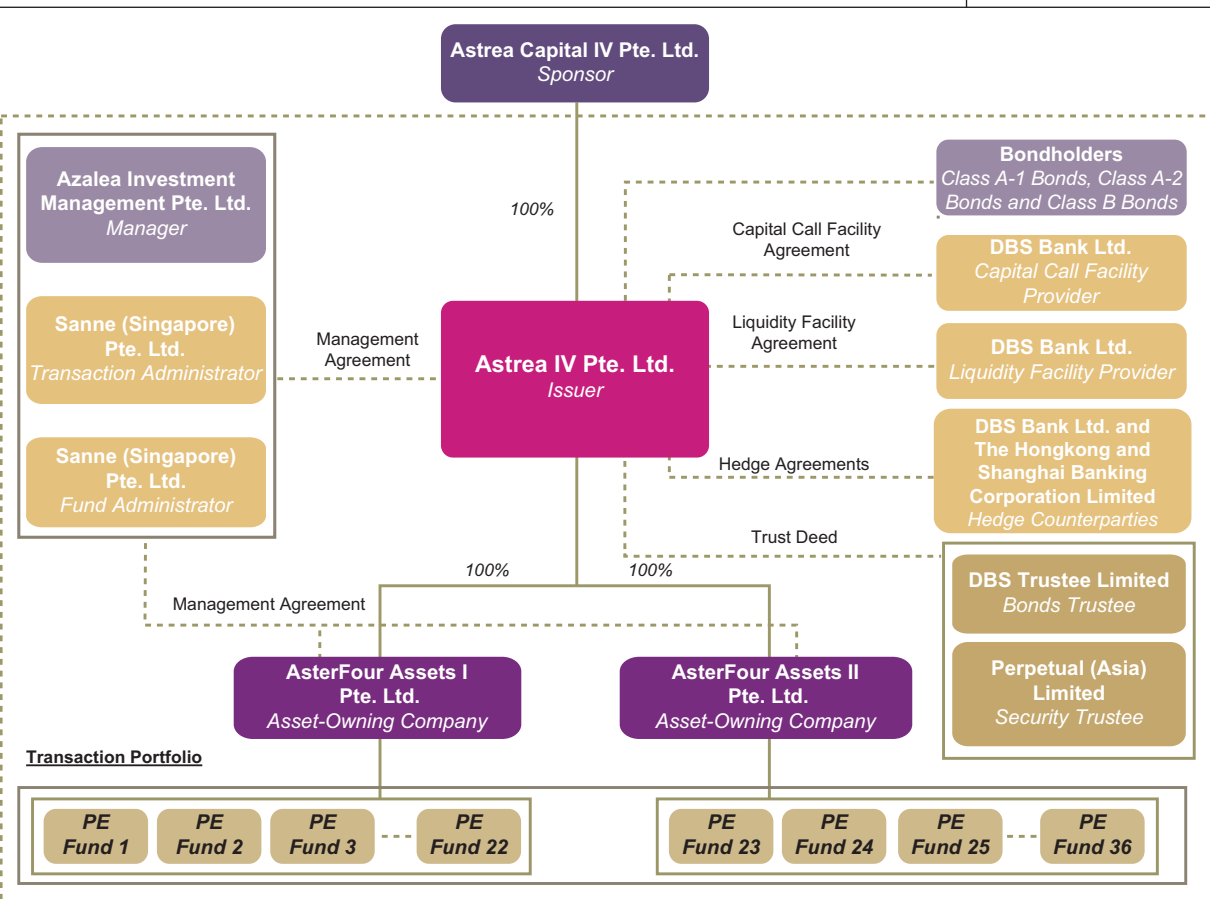 Astrea Capital IV Pte. Ltd.
Sponsor
Azalea Investment
Management Pte. Ltd.
Manager
Sanne (Singapore)
Pte. Ltd.
Transaction Administrator
Sanne (Singapore)
Pte. Ltd.
Fund Administrator
Management
Agreement
100%
Astrea IV Pte. Ltd.
Issuer
Capital Call Facility
Agreement
Liquidity Facility
Agreement
Hedge Agreements
Trust Deed
Bondholders
Class A-1 Bonds, Class A-2
Bonds and Class B Bonds
DBS Bank Ltd.
Capital Call Facility
Provider
DBS Bank Ltd.
Liquidity Facility Provider
DBS Bank Ltd. and
The Hongkong and
Shanghai Banking
Corporation Limited
Hedge Counterparties
DBS Trustee Limited
Bonds Trustee
Perpetual (Asia)
Limited
Security Trustee
100%
100%
Management Agreement
AsterFour Assets I
Pte. Ltd.
Asset-Owning Company
AsterFour Assets II
Pte. Ltd.
Asset-Owning Company
Transaction Portfolio
PE
Fund 1
PE
Fund 2
PE
Fund 3
PE
Fund 22
PE
Fund 23
PE
Fund 24
PE
Fund 25
PE
Fund 36